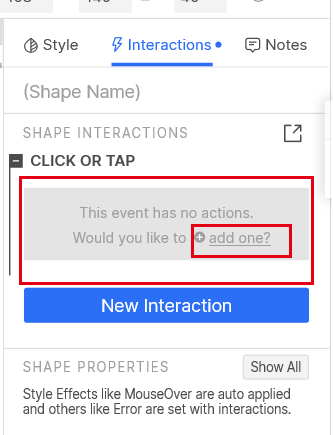 Style Interactions Notes
(Shape Name)
SHAPE INTERACTIONS
CLICK OR TAP
This event has no actions.
Would you like to add one?
New Interaction
SHAPE PROPERTIES Show All
Style Effects like MouseOver are auto applied
and others like Error are set with interactions.